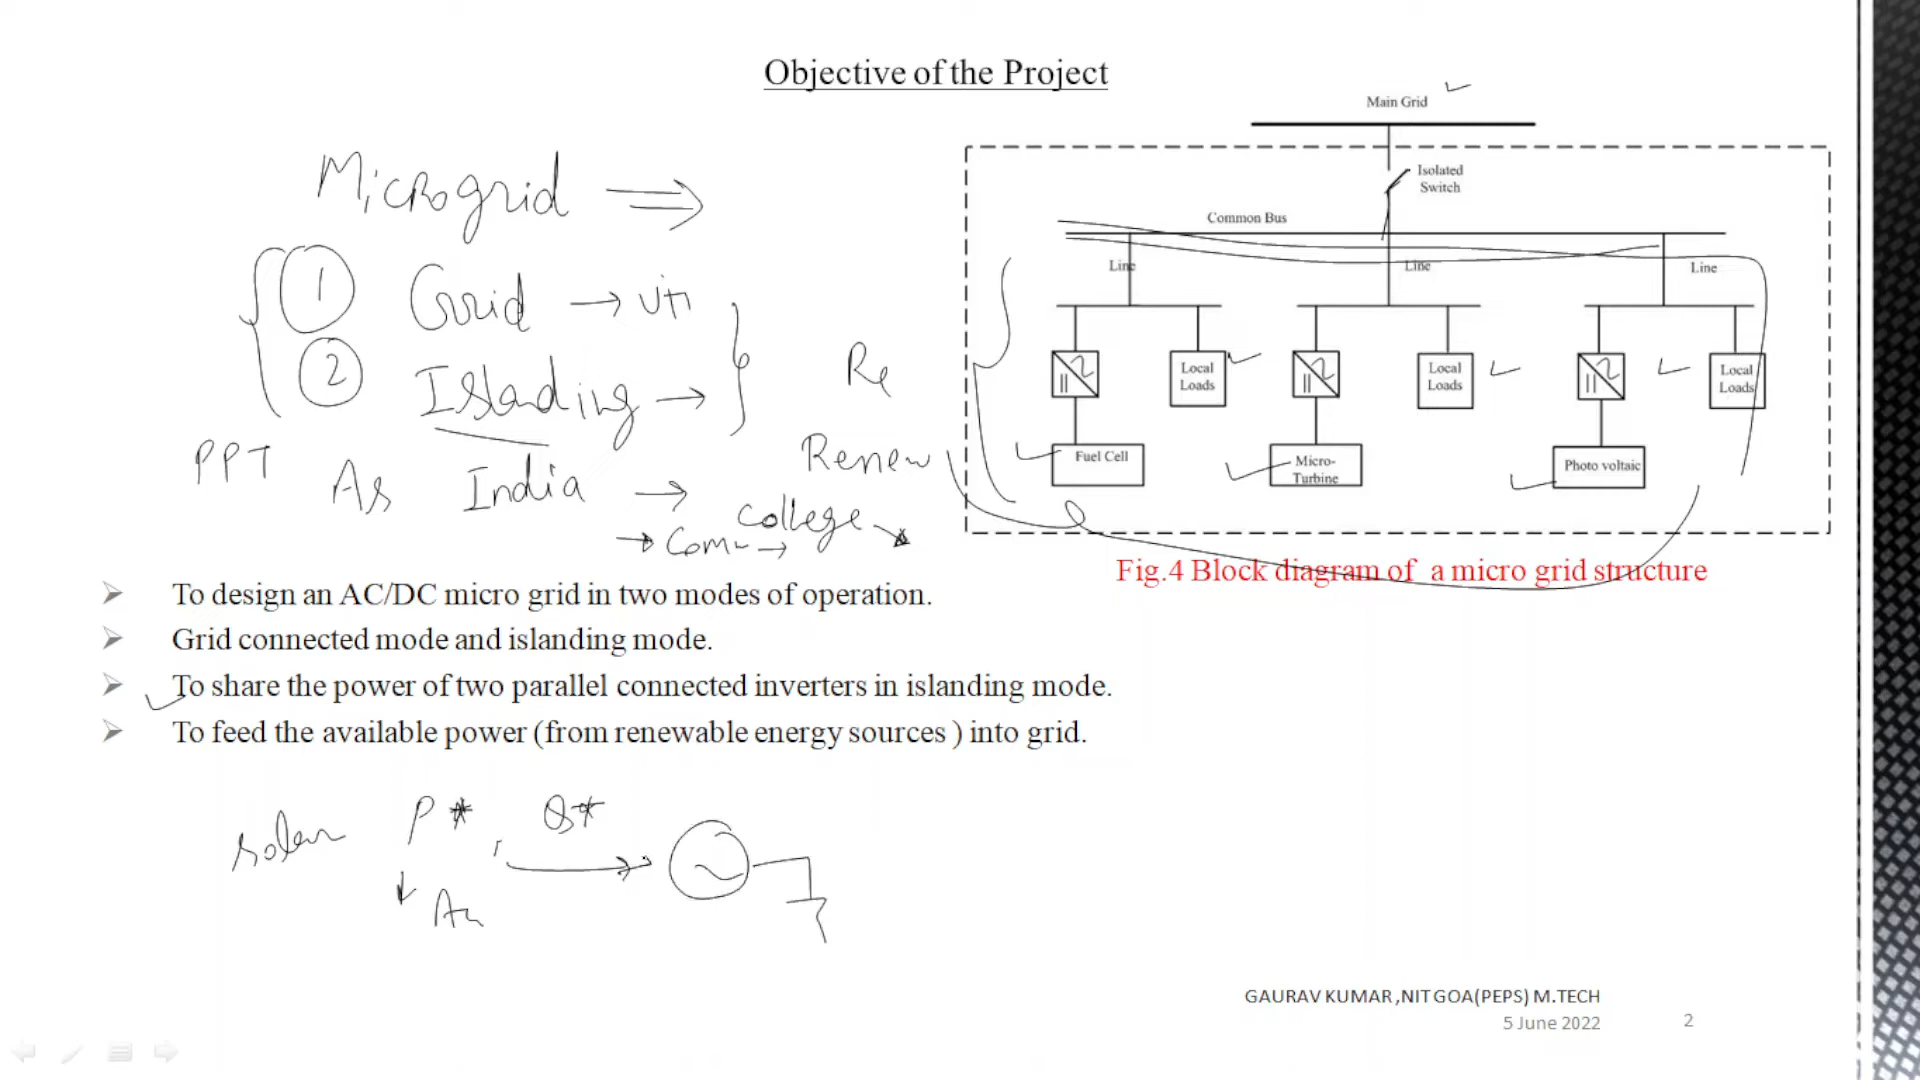 Objective of the Project
Main Grid
Isolated
Switch
Common Bus
Line
Line
Line
Local
Loads
Local
Loads
Local
Loads
Fuel Cell
Micro-
Turbine
Photo voltaic
Fig.4 Block diagram of a micro grid structure
Microgrid
1 Grid → Uti
2 Islanding →
Re
Renew
PPT As India →
College
→ Com →
➢ To design an AC/DC micro grid in two modes of operation.
➢ Grid connected mode and islanding mode.
➢ To share the power of two parallel connected inverters in islanding mode.
➢ To feed the available power (from renewable energy sources ) into grid.
solar P* , Q*
GAURAV KUMAR ,NIT GOA(PEPS) M.TECH
5 June 2022
2